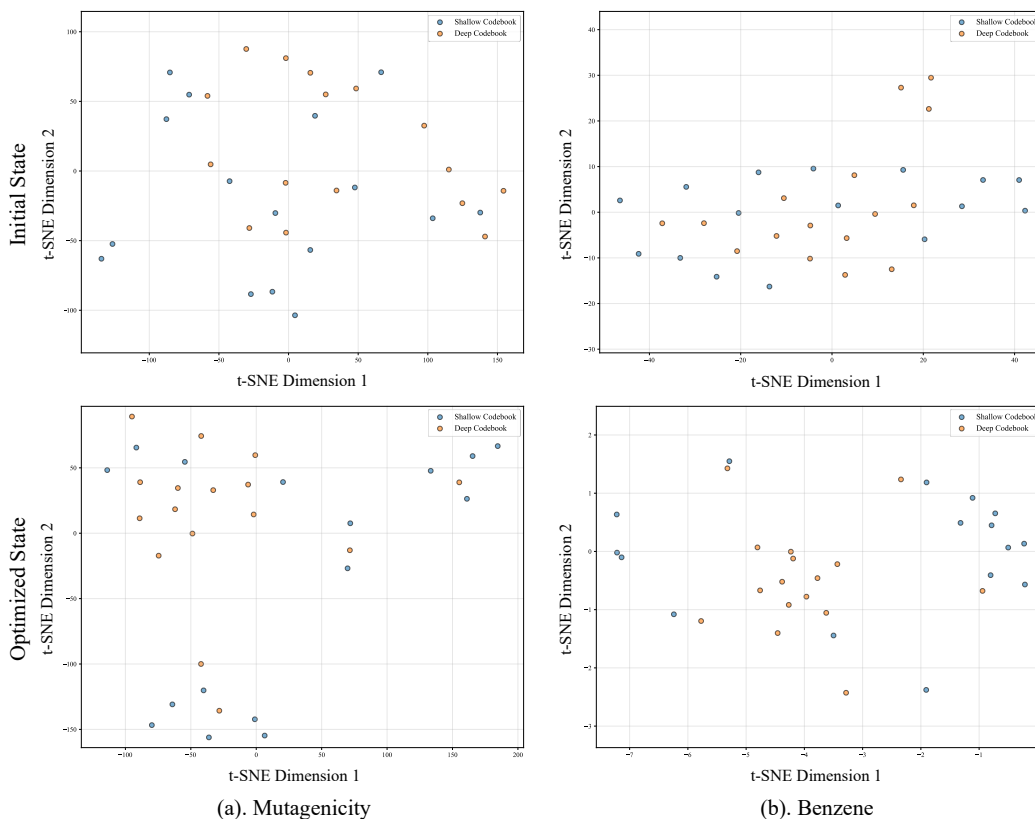 Initial State
t-SNE Dimension 2
100
50
0
−50
−100
−100
−50
0
50
100
150
t-SNE Dimension 1
Shallow Codebook
Deep Codebook
t-SNE Dimension 2
40
30
20
10
0
−10
−20
−30
−40
−20
0
20
40
t-SNE Dimension 1
Shallow Codebook
Deep Codebook
Optimized State
t-SNE Dimension 2
50
0
−50
−100
−150
−100
−50
0
50
100
150
200
t-SNE Dimension 1
Shallow Codebook
Deep Codebook
t-SNE Dimension 2
2
1
0
−1
−2
−3
−7
−6
−5
−4
−3
−2
−1
t-SNE Dimension 1
Shallow Codebook
Deep Codebook
(a). Mutagenicity
(b). Benzene